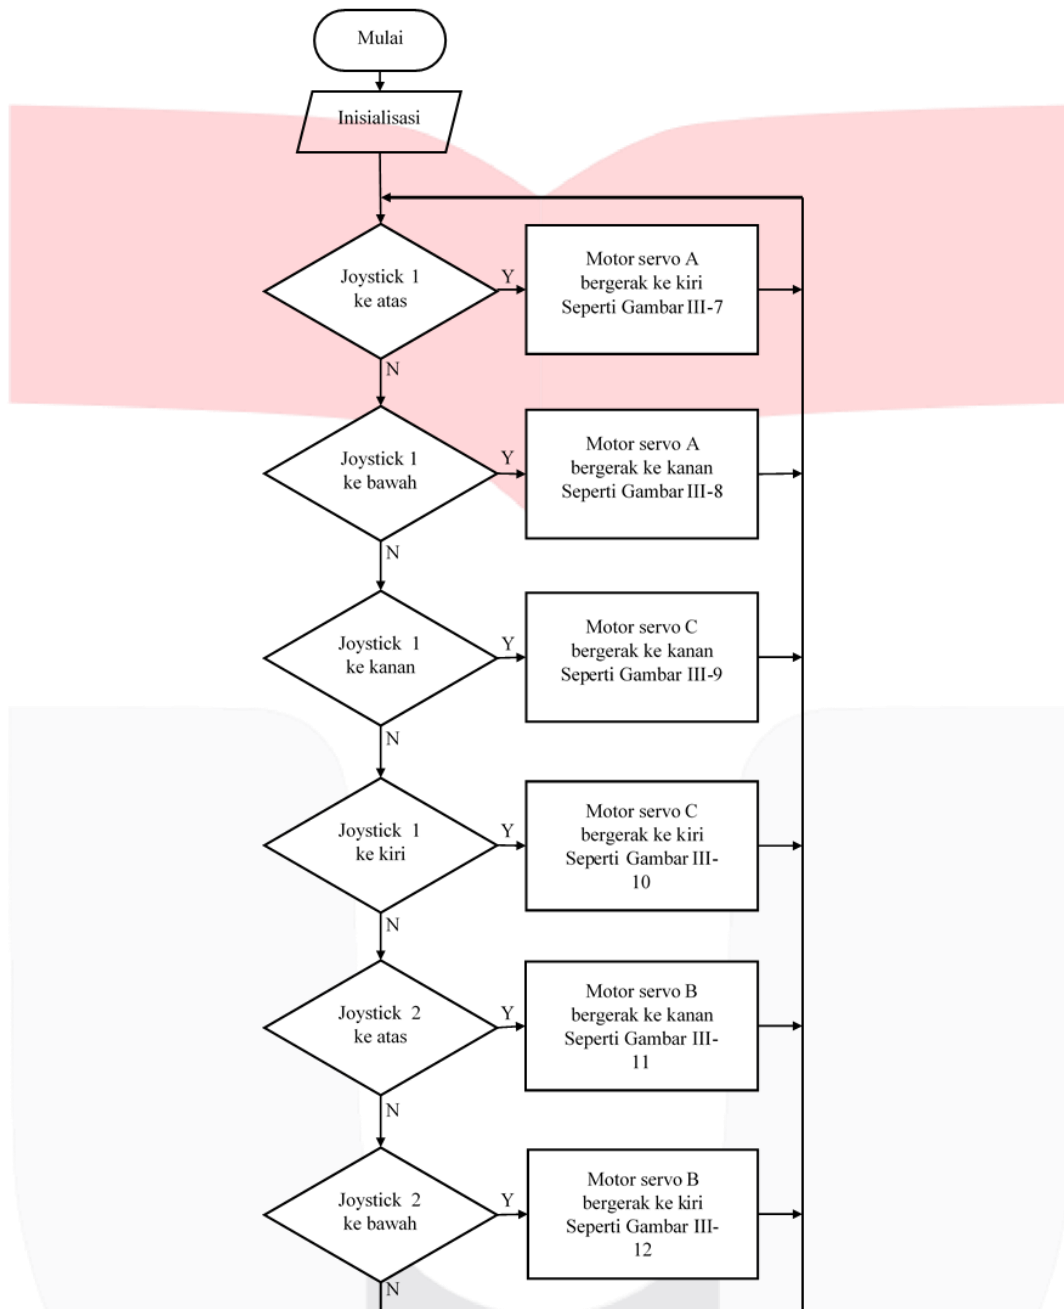 Mulai
Inisialisasi
Joystick 1
ke atas
Y
Motor servo A
bergerak ke kiri
Seperti Gambar III-7
N
Joystick 1
ke bawah
Y
Motor servo A
bergerak ke kanan
Seperti Gambar III-8
N
Joystick 1
ke kanan
Y
Motor servo C
bergerak ke kanan
Seperti Gambar III-9
N
Joystick 1
ke kiri
Y
Motor servo C
bergerak ke kiri
Seperti Gambar III-
10
N
Joystick 2
ke atas
Y
Motor servo B
bergerak ke kanan
Seperti Gambar III-
11
N
Joystick 2
ke bawah
Y
Motor servo B
bergerak ke kiri
Seperti Gambar III-
12
N